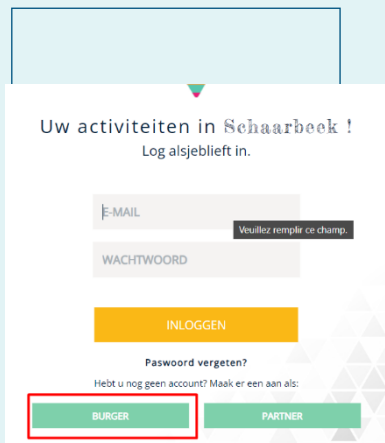 Uw activiteiten in Schaarbeek !
Log alsjeblieft in.
E-MAIL
Veuillez remplir ce champ.
WACHTWOORD
INLOGGEN
Paswoord vergeten?
Hebt u nog geen account? Maak er een aan als:
BURGER PARTNER